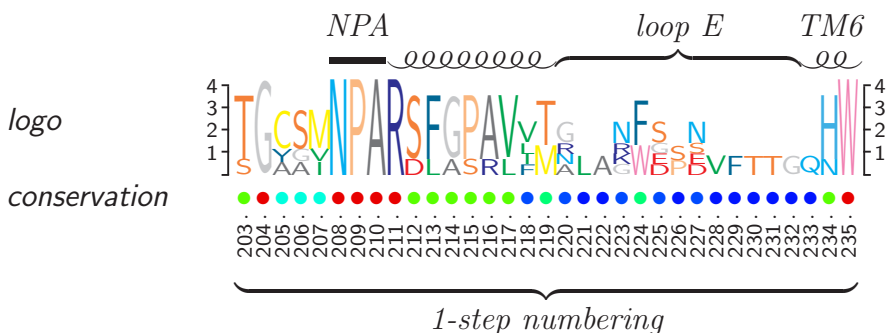 NPA loop E TM6
4 4
3 3
logo
2 2
1 1
T G C S M N P A R S F G P A V V T G L A N F S S N V F T T G Q H W
S Y G V D L A S R L I M R R W E P S N
A A I F N K D E
A D
conservation
203. 204. 205. 206. 207. 208. 209. 210. 211. 212. 213. 214. 215. 216. 217. 218. 219. 220. 221. 222. 223. 224. 225. 226. 227. 228. 229. 230. 231. 232. 233. 234. 235.
1-step numbering